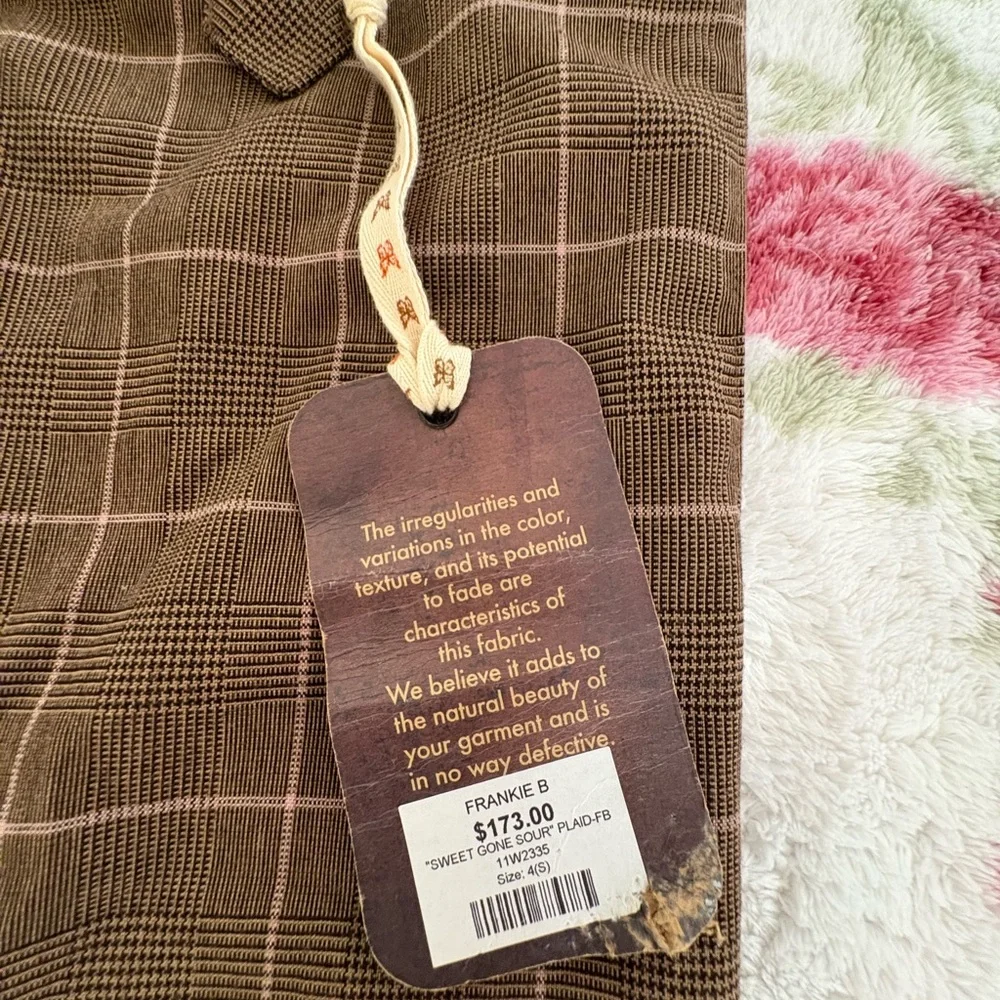 The irregularities and
variations in the color,
texture, and its potential
to fade are
characteristics of
this fabric.
We believe it adds to
the natural beauty of
your garment and is
in no way defective.
FRANKIE B
$173.00
"SWEET GONE SOUR" PLAID-FB
11W2335
Size: 4(S)